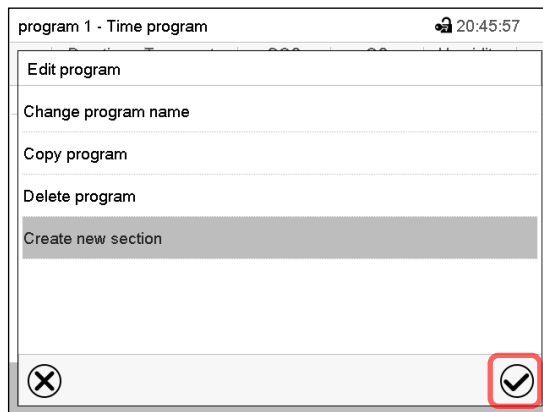 program 1 - Time program 20:45:57
Edit program
Change program name
Copy program
Delete program
Create new section